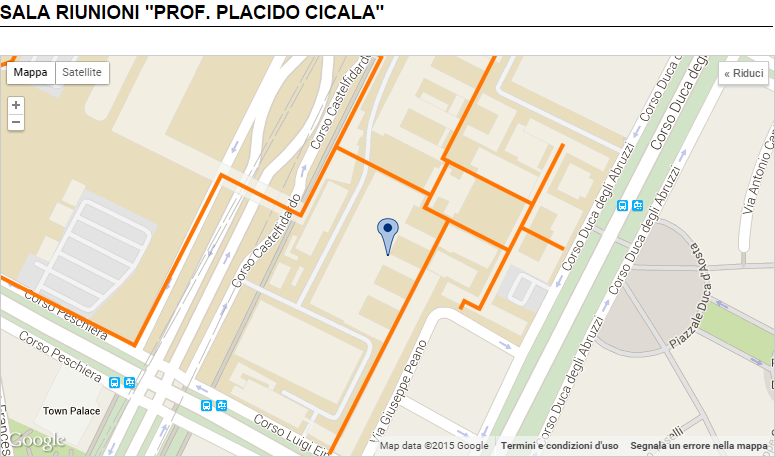 SALA RIUNIONI "PROF. PLACIDO CICALA"
Mappa
Satellite
« Riduci
+
−
Corso Castelfidardo
Corso Duca degli Abruzzi
Corso Duca deg
Via Antonio Ca
Corso Castelfidardo
Corso Duca degli Abruzzi
Corso Duca degli Abruzzi
Piazzale Duca d'Aosta
Corso Peschiera
Corso Peschiera
Via Giuseppe Peano
Corso Duca degli Abruzzi
Town Palace
Corso Luigi Ein
Frances
Google
Map data ©2015 Google
Termini e condizioni d'uso
Segnala un errore nella mappa